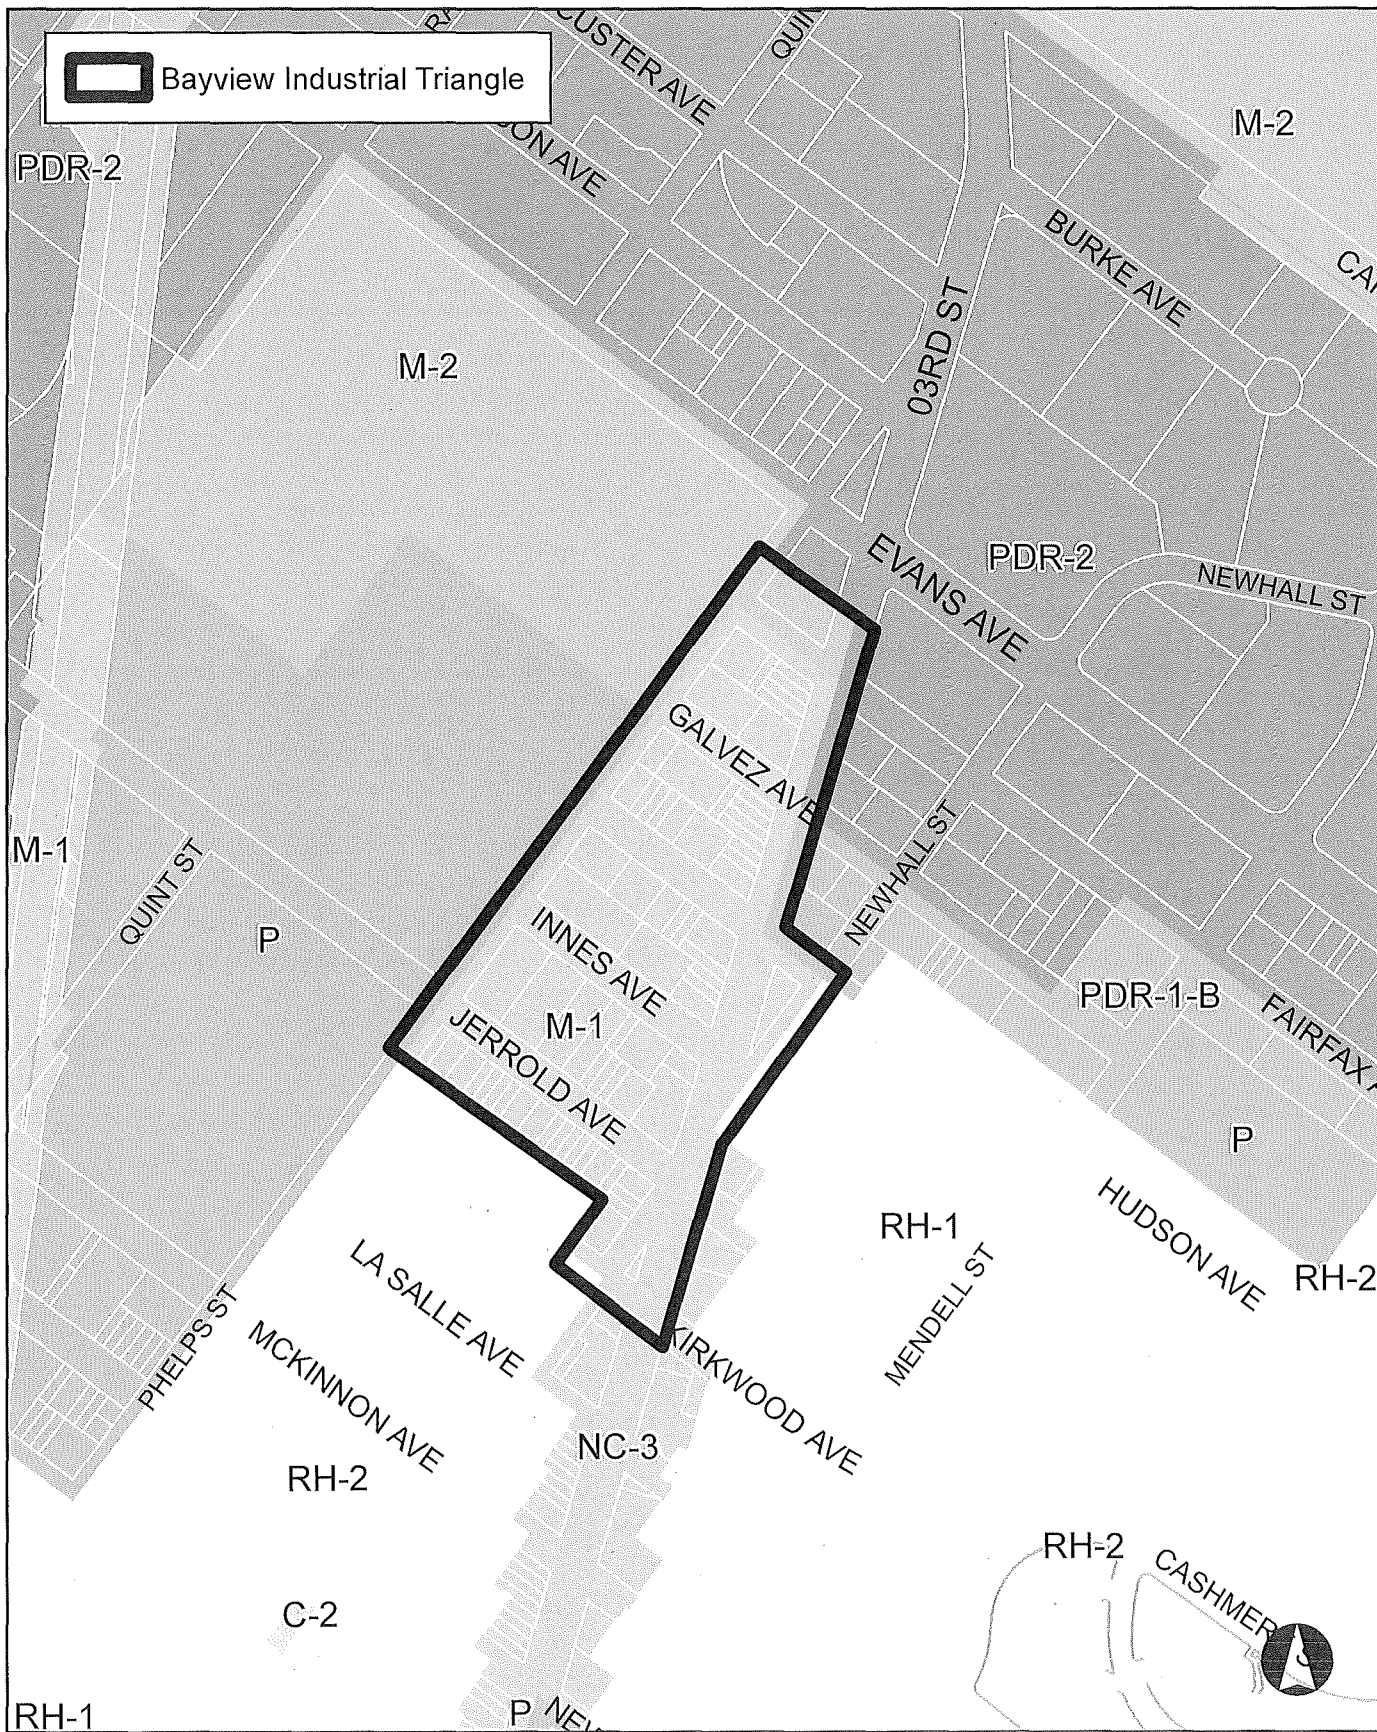 Bayview Industrial Triangle
CUSTER AVE
M-2
PDR-2
BURKE AVE
03RD ST
M-2
EVANS AVE
PDR-2
NEWHALL ST
GALVEZ AVE
M-1
QUINT ST
NEWHALL ST
P
INNES AVE
PDR-1-B
M-1
JERROLD AVE
P
HUDSON AVE
RH-1
MENDELL ST
RH-2
LA SALLE AVE
PHELPS ST
MCKINNON AVE
KIRKWOOD AVE
NC-3
RH-2
RH-2
C-2
RH-1
P
FAIRFAX